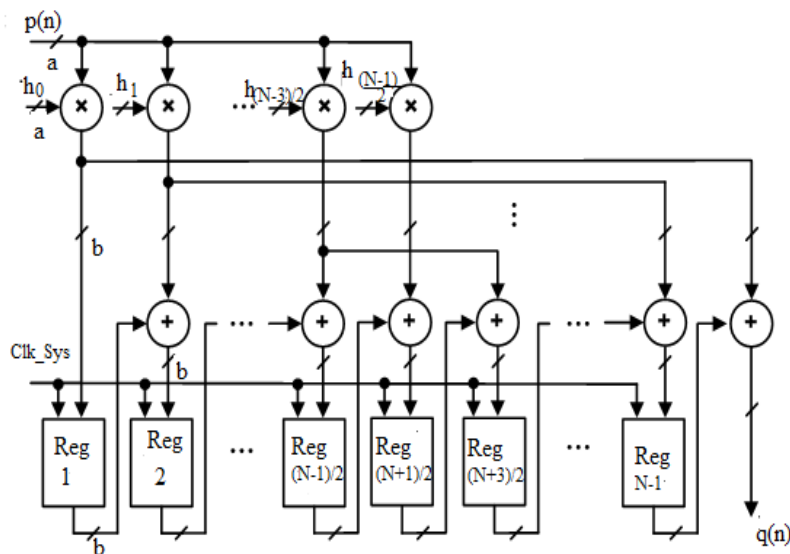 p(n)
a
h0 h1 ... h(N-3)/2 h(N-1)/2
× × × ×
a
...
b
+ ... + + + ... + +
Clk_Sys
b
Reg 1
Reg 2
...
Reg (N-1)/2
Reg (N+1)/2
Reg (N+3)/2
...
Reg N-1
b
q(n)